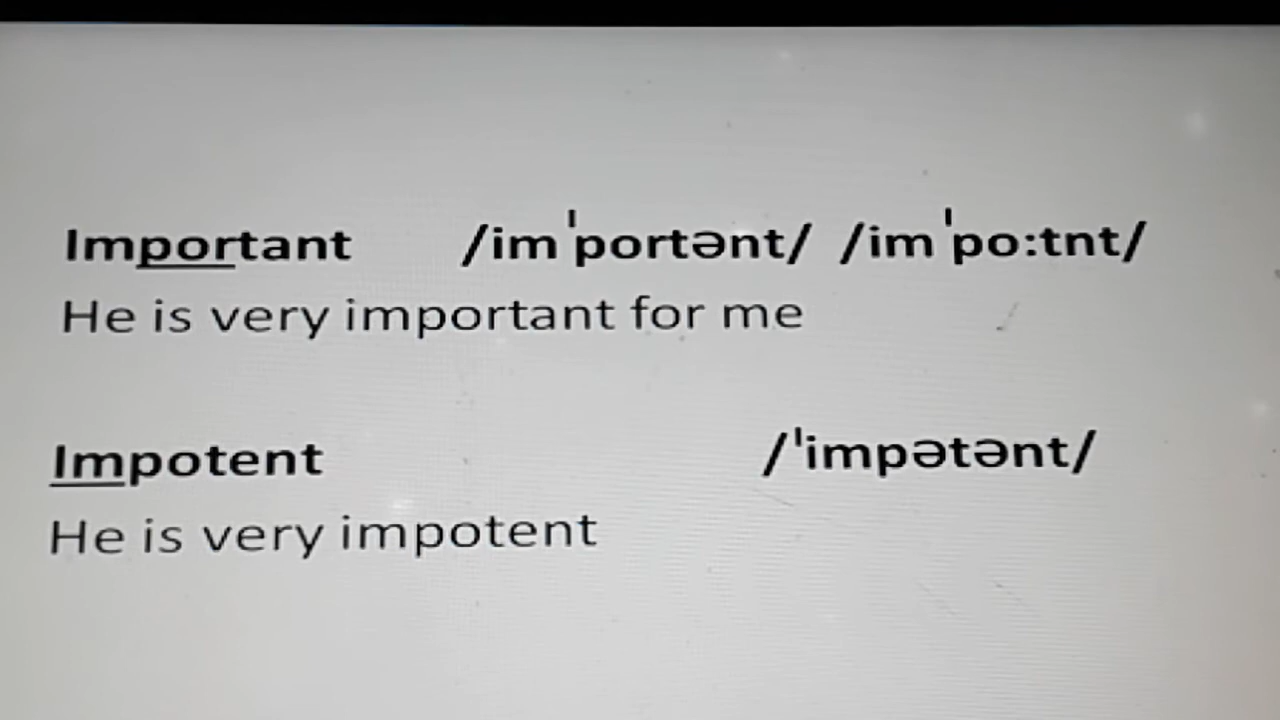 Important /imˈportənt/ /imˈpo:tnt/
He is very important for me
Impotent /ˈimpətənt/
He is very impotent